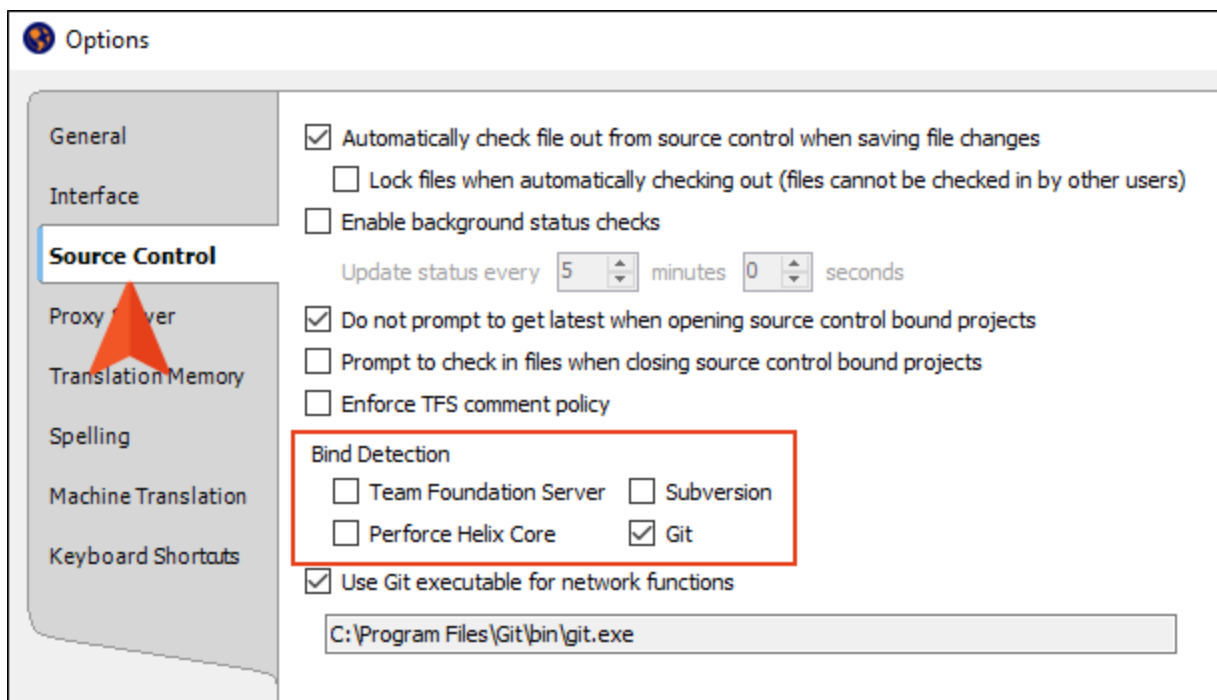 Options
General
Interface
Source Control
Proxy Server
Translation Memory
Spelling
Machine Translation
Keyboard Shortcuts
Automatically check file out from source control when saving file changes
Lock files when automatically checking out (files cannot be checked in by other users)
Enable background status checks
Update status every 5 minutes 0 seconds
Do not prompt to get latest when opening source control bound projects
Prompt to check in files when closing source control bound projects
Enforce TFS comment policy
Bind Detection
Team Foundation Server Subversion
Perforce Helix Core Git
Use Git executable for network functions
C:\Program Files\Git\bin\git.exe